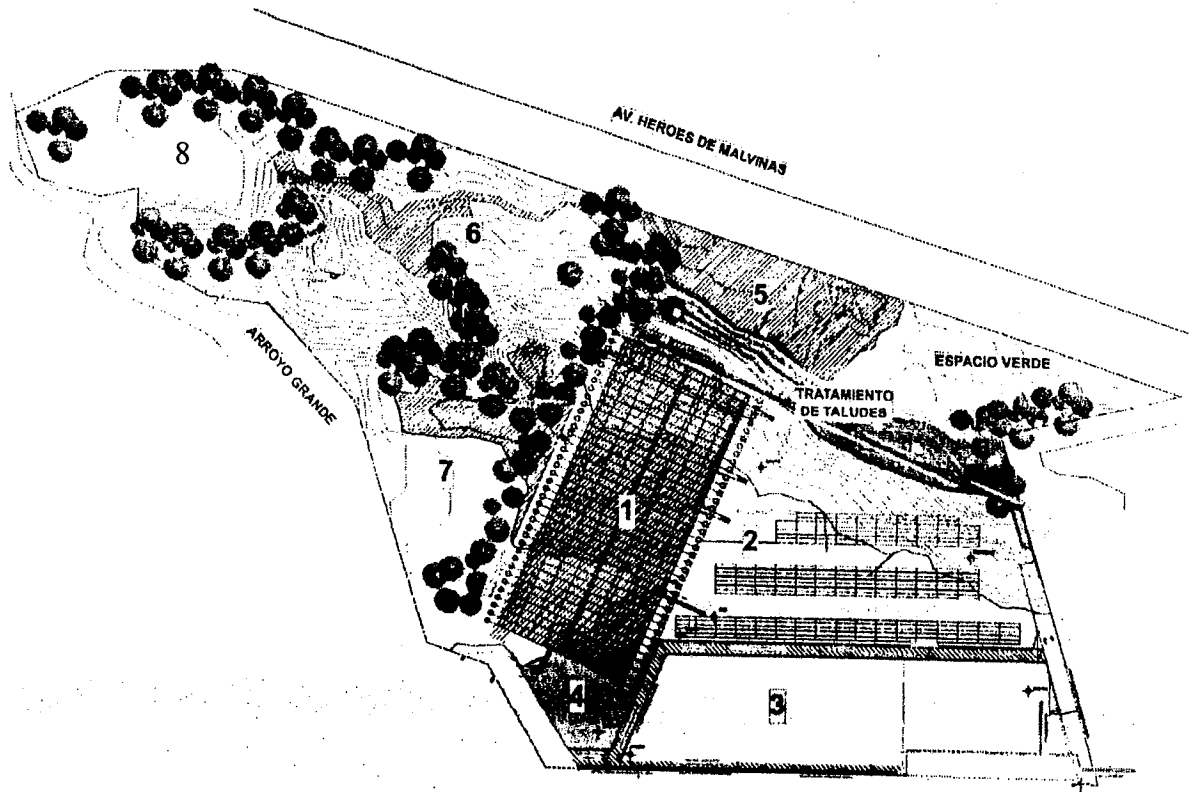 AV. HEROES DE MALVINAS
8
6
5
ESPACIO VERDE
ARROYO GRANDE
TRATAMIENTO
DE TALUDES
7
1
2
4
3